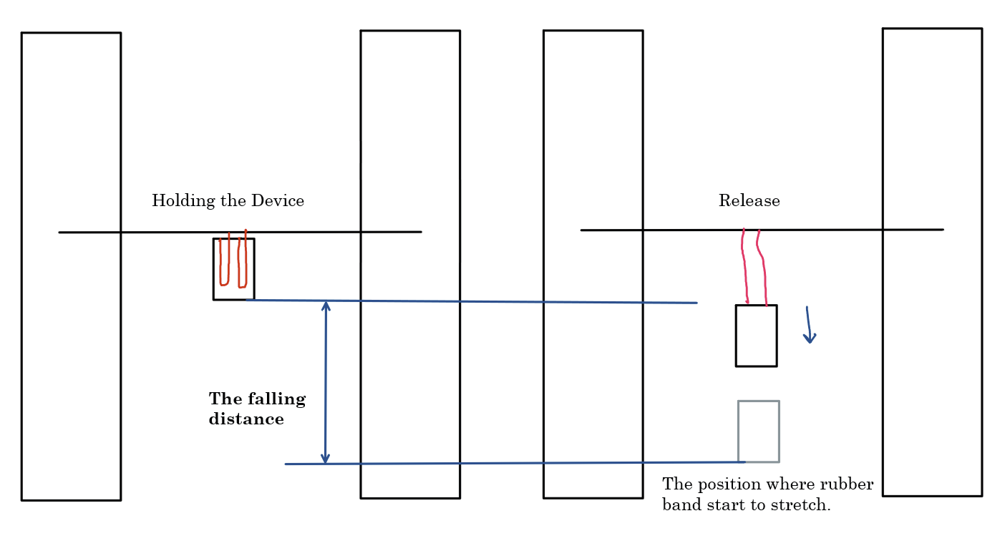 Holding the Device
Release
The falling
distance
The position where rubber
band start to stretch.